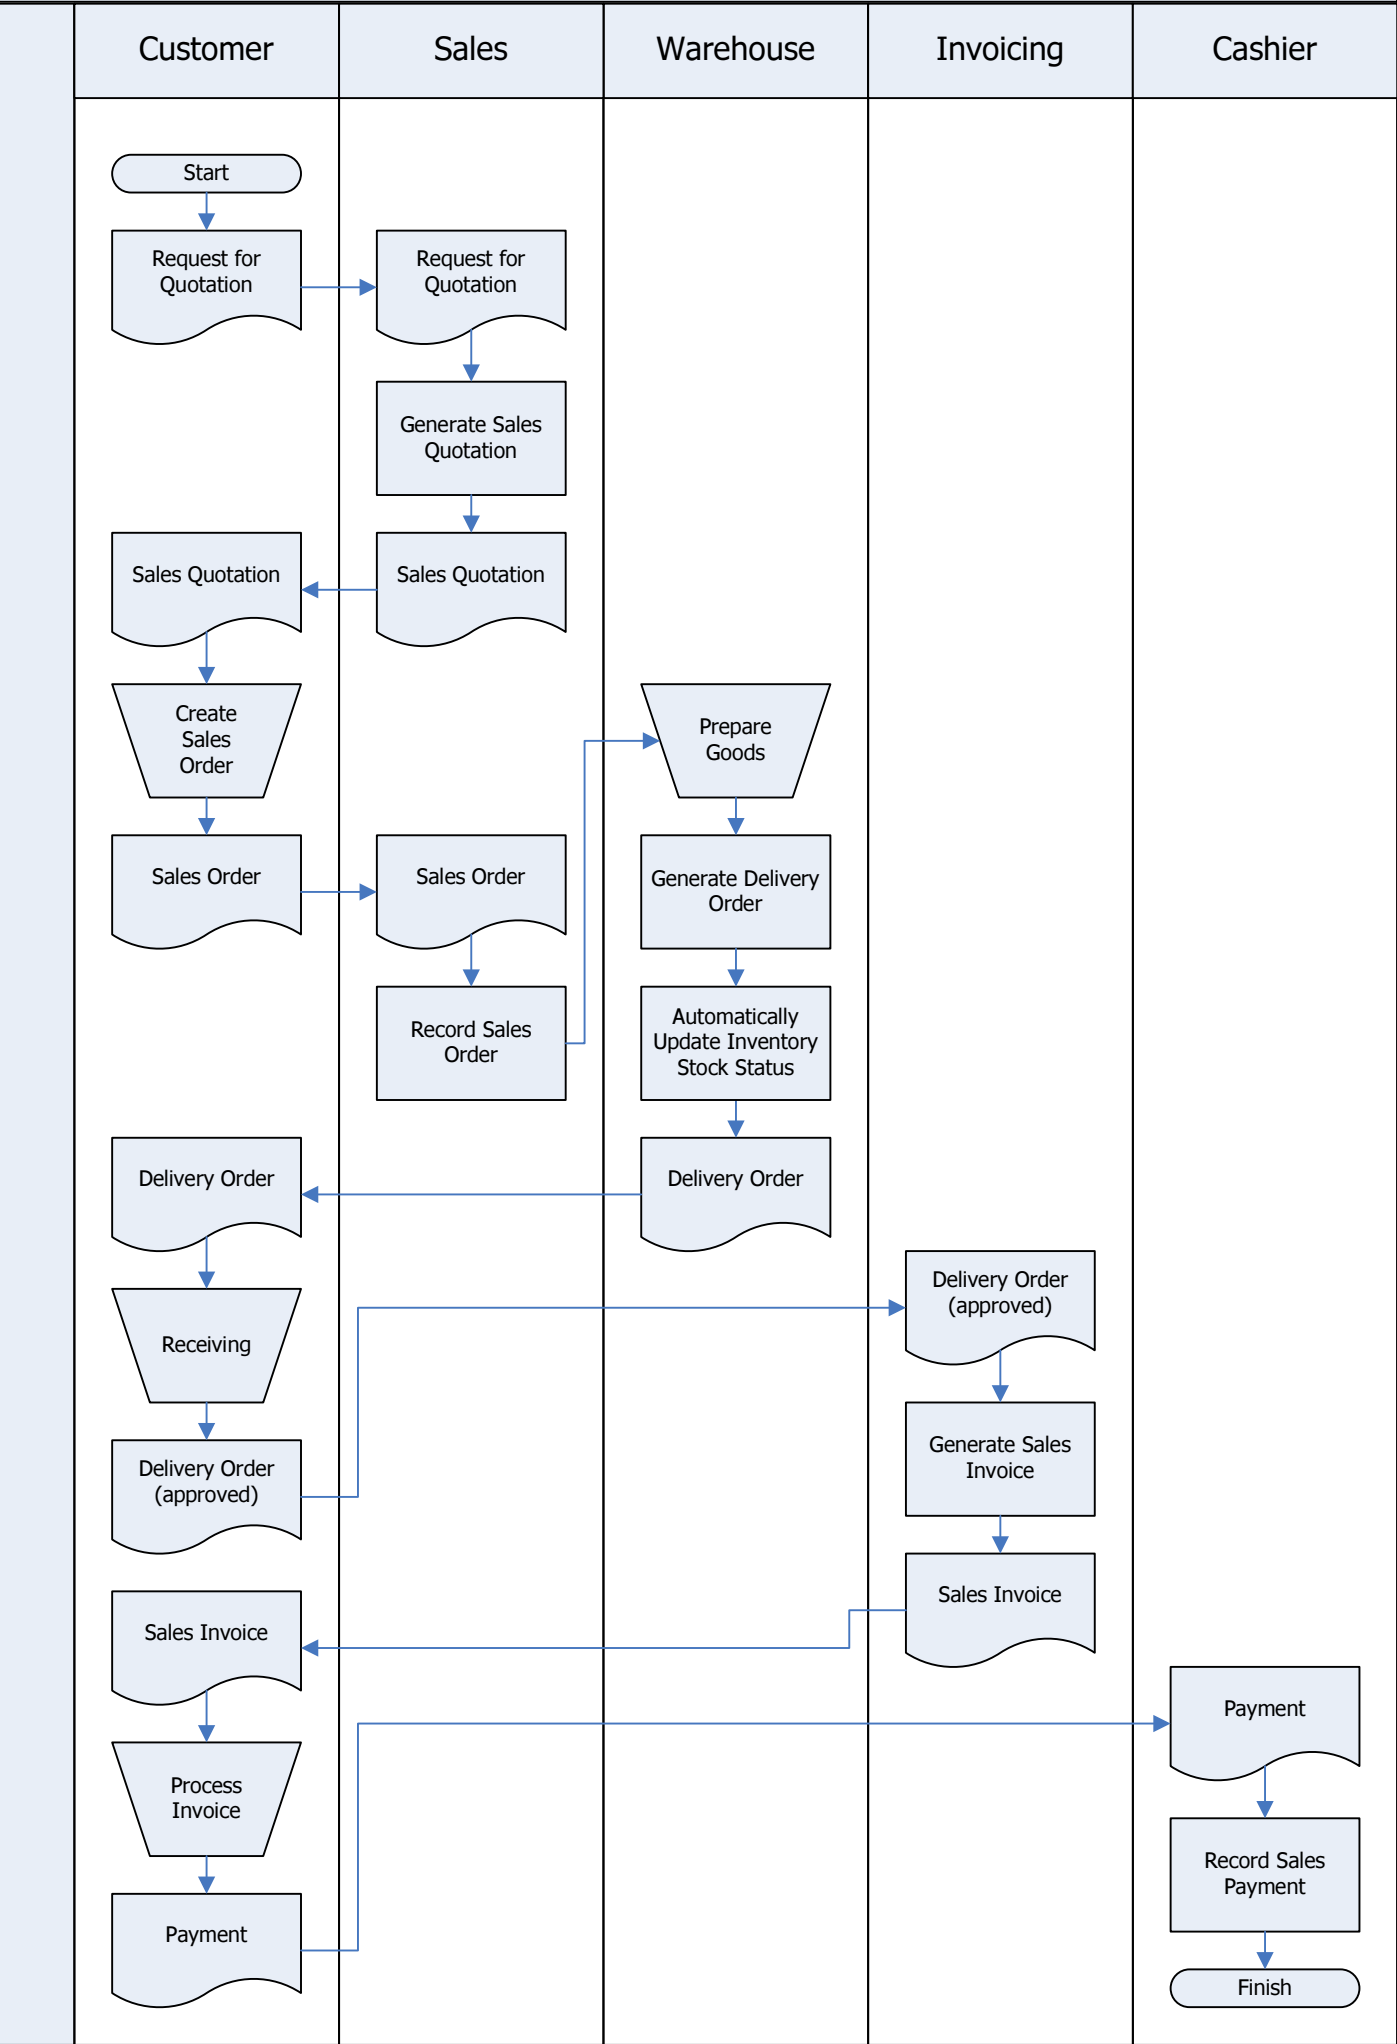 Customer
Sales
Warehouse
Invoicing
Cashier
Start
Request for
Quotation
Request for
Quotation
Generate Sales
Quotation
Sales Quotation
Sales Quotation
Create
Sales
Order
Prepare
Goods
Sales Order
Sales Order
Generate Delivery
Order
Record Sales
Order
Automatically
Update Inventory
Stock Status
Delivery Order
Delivery Order
Delivery Order
(approved)
Receiving
Generate Sales
Invoice
Delivery Order
(approved)
Sales Invoice
Sales Invoice
Payment
Process
Invoice
Record Sales
Payment
Payment
Finish